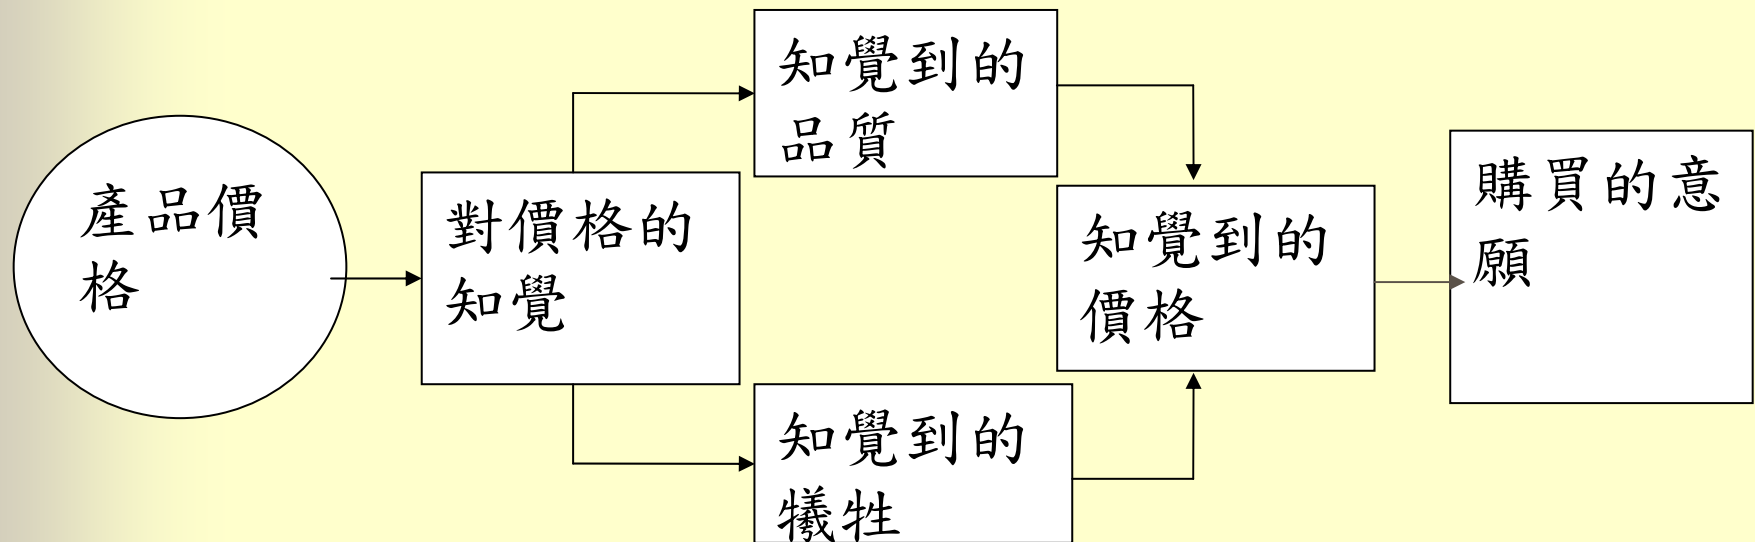 產品價
格
對價格的
知覺
知覺到的
品質
知覺到的
犧牲
知覺到的
價格
購買的意
願